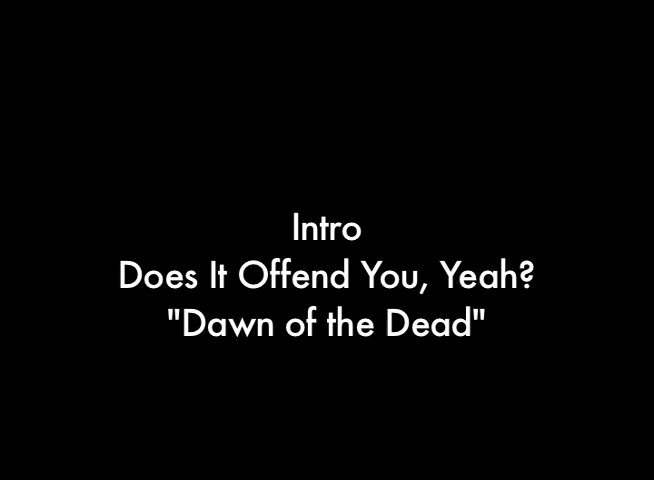 Intro
Does It Offend You, Yeah?
"Dawn of the Dead"